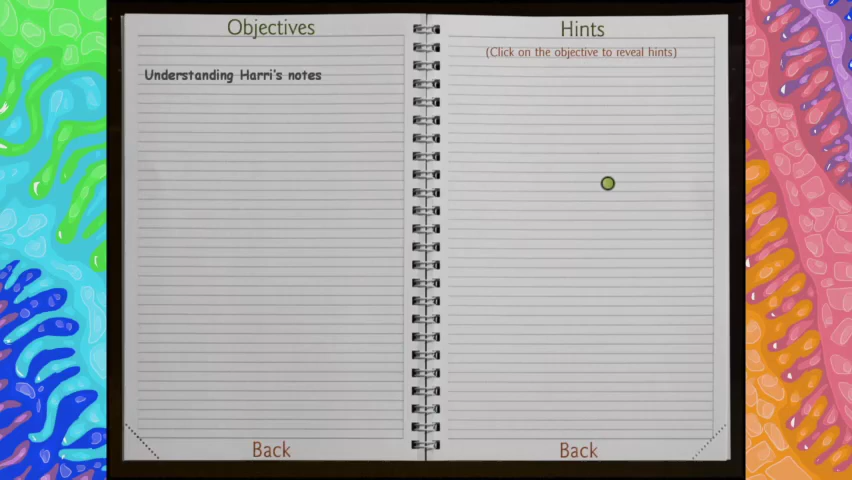 Objectives
Understanding Harri's notes
Back
Hints
(Click on the objective to reveal hints)
Back